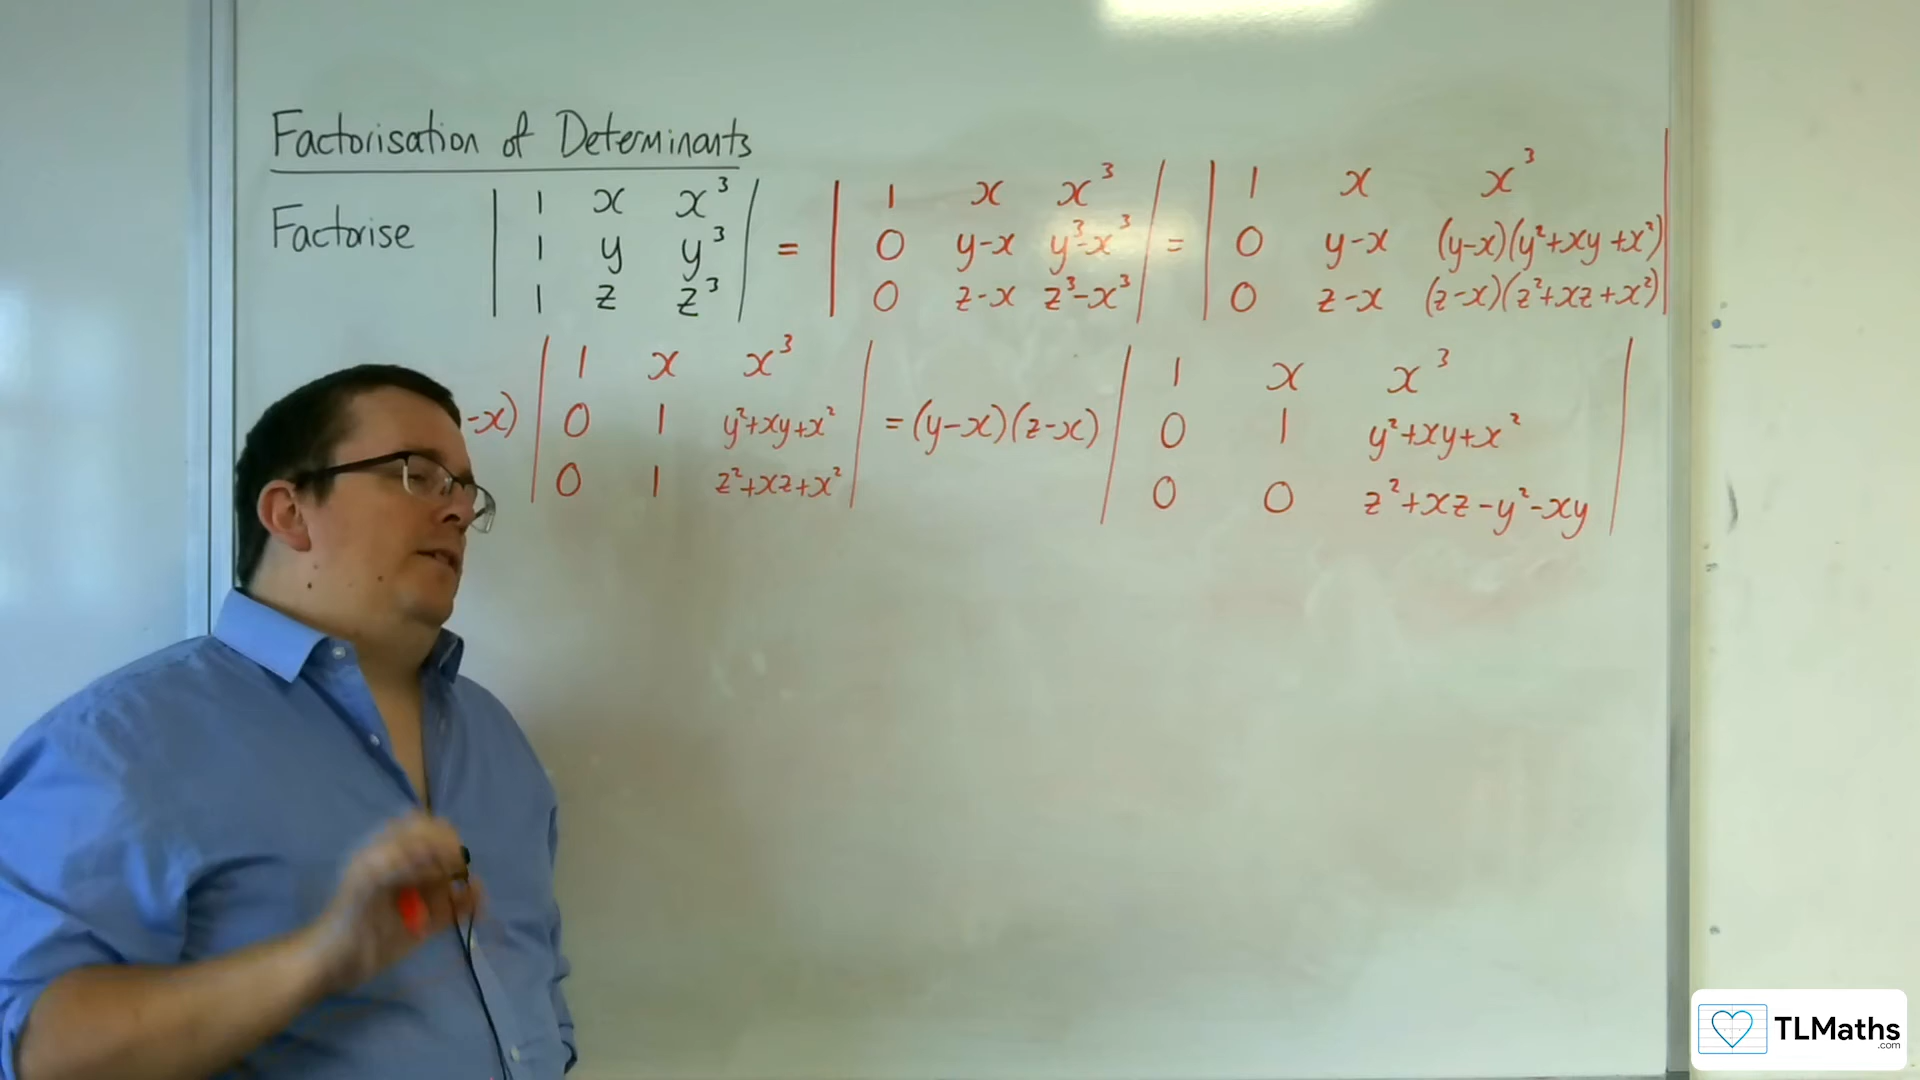 Factorisation of Determinants
Factorise | 1 x x³ | = | 1 x x³ | = | 1 x x³ |
| 1 y y³ | | 0 y-x y³-x³ | | 0 y-x (y-x)(y²+xy+x²) |
| 1 z z³ | | 0 z-x z³-x³ | | 0 z-x (z-x)(z²+xz+x²) |
-x) | 1 x x³ | = (y-x)(z-x) | 1 x x³ |
| 0 1 y²+xy+x² | | 0 1 y²+xy+x² |
| 0 1 z²+xz+x² | | 0 0 z²+xz-y²-xy |
TLMaths
.com